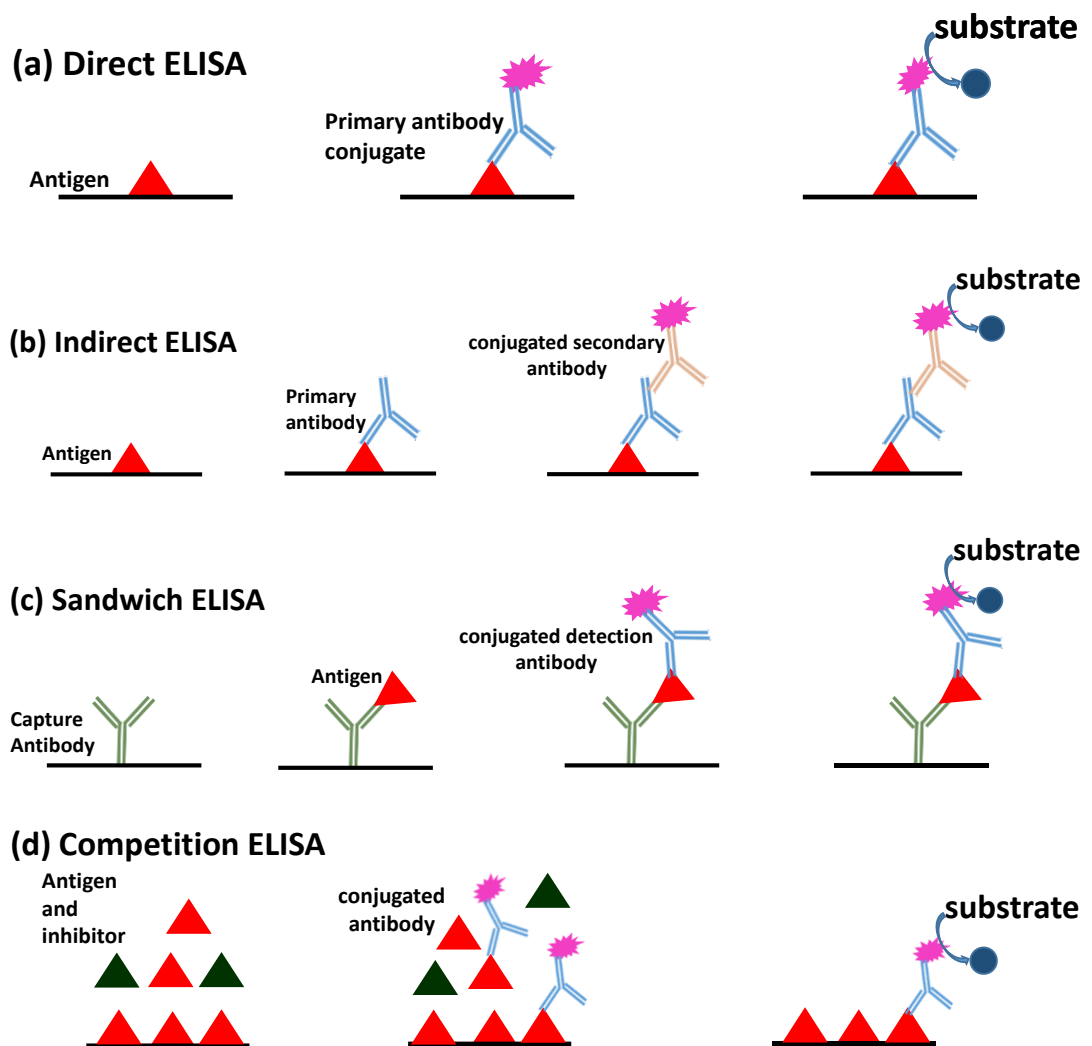 substrate
(a) Direct ELISA
Primary antibody
conjugate
Antigen
substrate
(b) Indirect ELISA
conjugated secondary
antibody
Primary
antibody
Antigen
substrate
(c) Sandwich ELISA
conjugated detection
antibody
Antigen
Capture
Antibody
(d) Competition ELISA
Antigen
and
inhibitor
conjugated
antibody
substrate